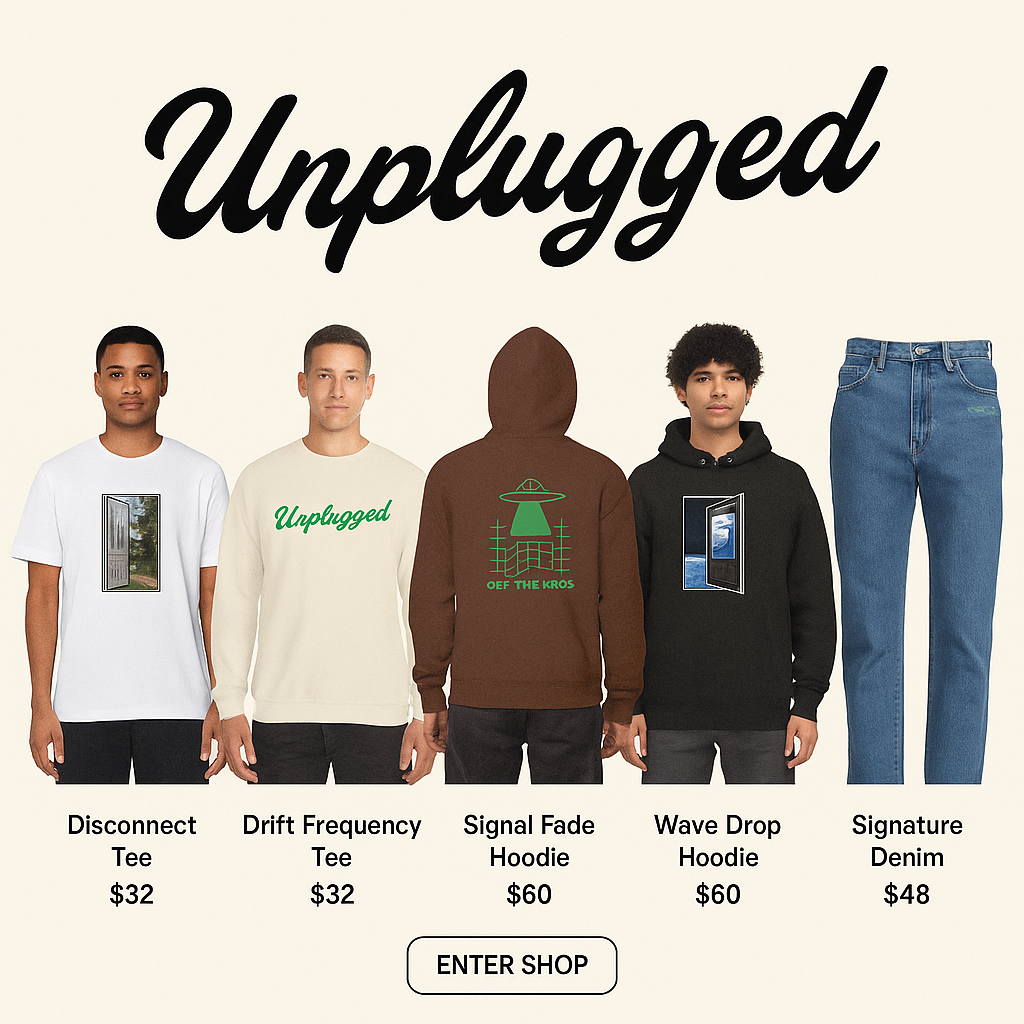 Unplugged
Unplugged
OEF THE KROS
Disconnect
Tee
$32
Drift Frequency
Tee
$32
Signal Fade
Hoodie
$60
Wave Drop
Hoodie
$60
Signature
Denim
$48
ENTER SHOP